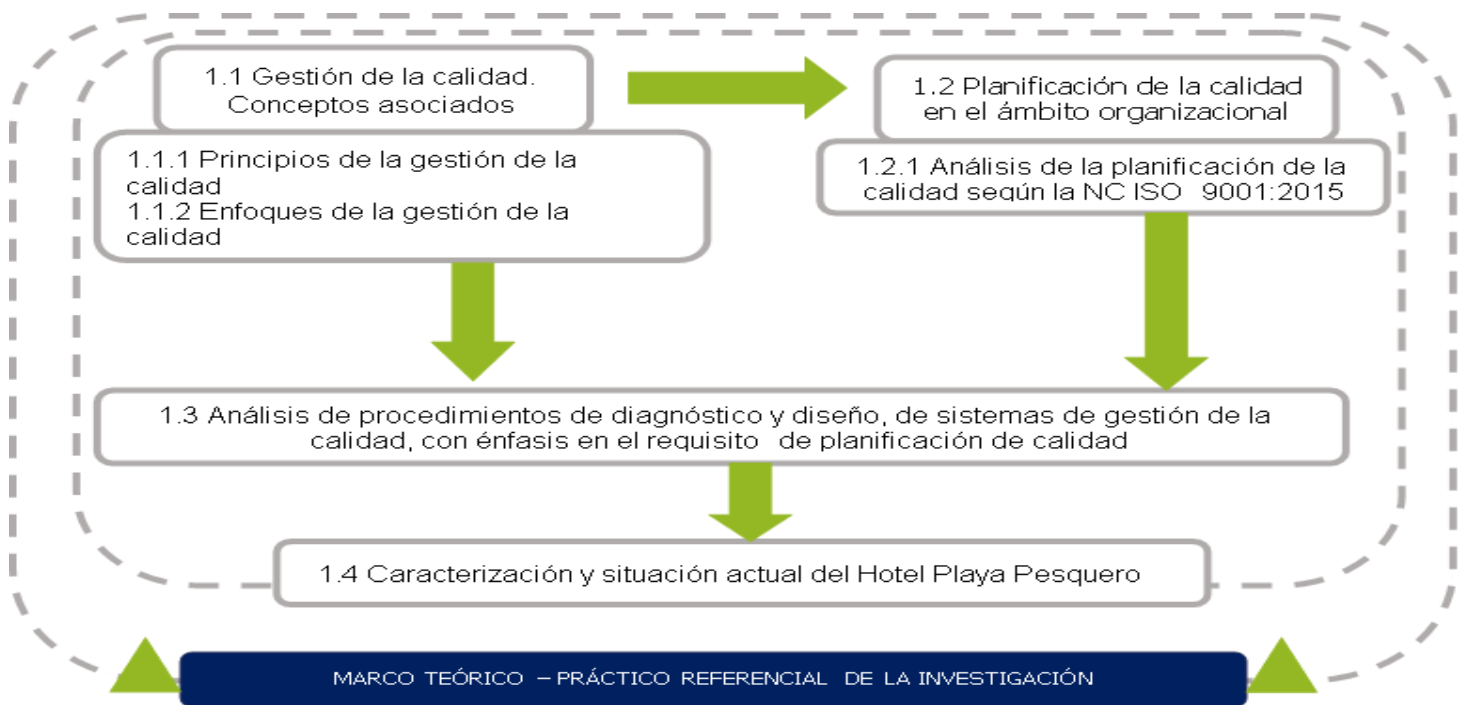 1.1 Gestión de la calidad.
Conceptos asociados
1.1.1 Principios de la gestión de la
calidad
1.1.2 Enfoques de la gestión de la
calidad
1.2 Planificación de la calidad
en el ámbito organizacional
1.2.1 Análisis de la planificación de la
calidad según la NC ISO 9001:2015
1.3 Análisis de procedimientos de diagnóstico y diseño, de sistemas de gestión de la
calidad, con énfasis en el requisito de planificación de calidad
1.4 Caracterización y situación actual del Hotel Playa Pesquero
MARCO TEÓRICO – PRÁCTICO REFERENCIAL DE LA INVESTIGACIÓN